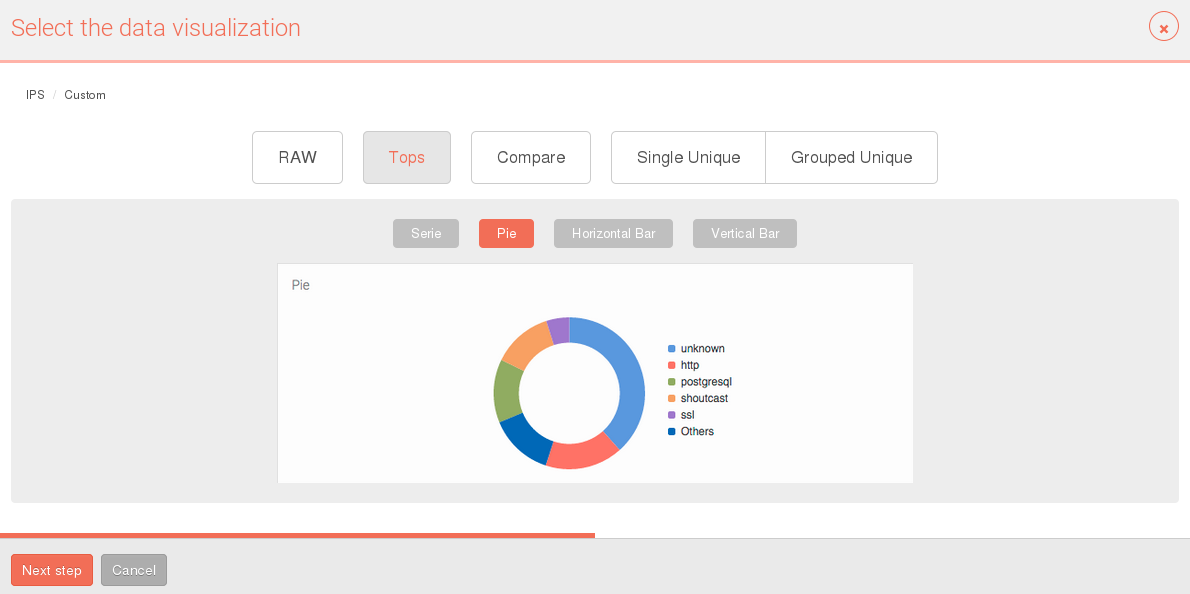 Select the data visualization
IPS / Custom
RAW Tops Compare Single Unique Grouped Unique
Serie Pie Horizontal Bar Vertical Bar
Pie
unknown
http
postgresql
shoutcast
ssl
Others
Next step Cancel